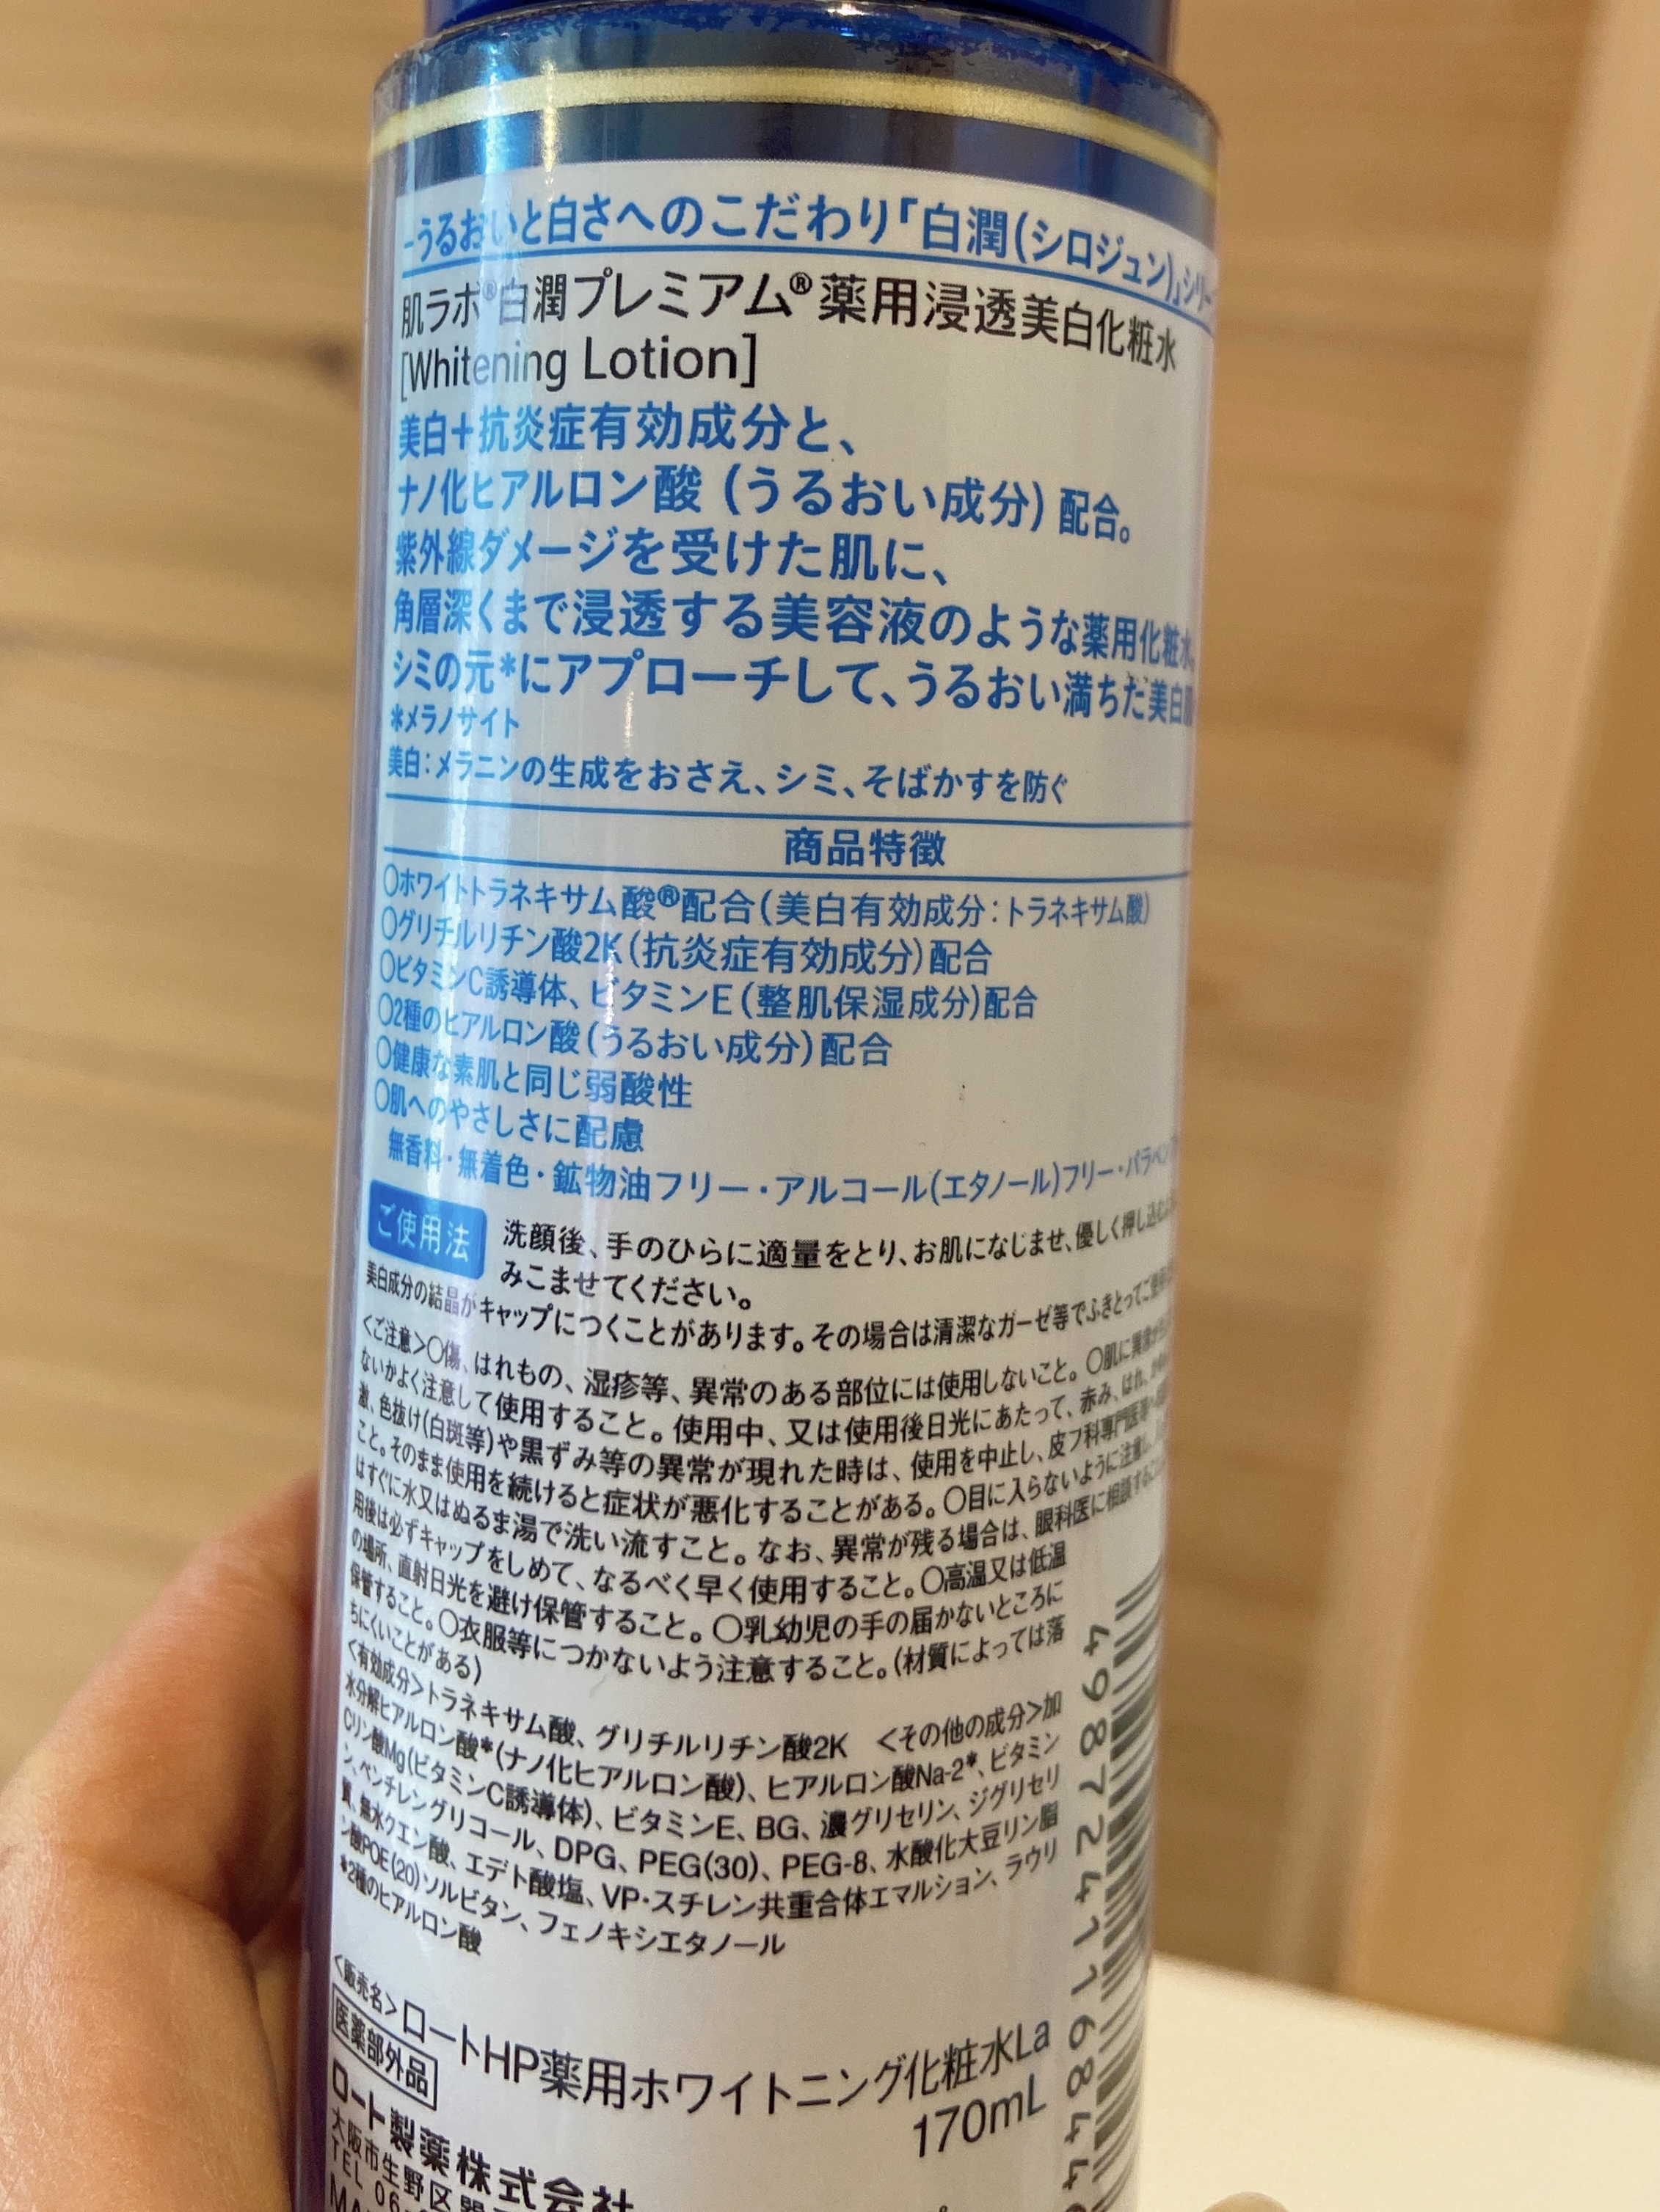 -うるおいと白さへのこだわり「白潤(シロジュン)」シリー
肌ラボ®白潤プレミアム®薬用浸透美白化粧水
[Whitening Lotion]
美白+抗炎症有効成分と、
ナノ化ヒアルロン酸(うるおい成分)配合。
紫外線ダメージを受けた肌に、
角層深くまで浸透する美容液のような薬用化粧水。
シミの元*にアプローチして、うるおい満ちた美白
*メラノサイト
美白:メラニンの生成をおさえ、シミ、そばかすを防ぐ
商品特徴
○ホワイトトラネキサム酸®配合(美白有効成分:トラネキサム酸)
○グリチルリチン酸2K(抗炎症有効成分)配合
○ビタミンC誘導体、ビタミンE(整肌保湿成分)配合
○2種のヒアルロン酸(うるおい成分)配合
○健康な素肌と同じ弱酸性
○肌へのやさしさに配慮
無香料・無着色・鉱物油フリー・アルコール(エタノール)フリー・パラベン
ご使用法
洗顔後、手のひらに適量をとり、お肌になじませ、優しく押し込む
みこませてください。
美白成分の結晶がキャップにつくことがあります。その場合は清潔なガーゼ等でふきとってご使用
<ご注意>○傷、はれもの、湿疹等、異常のある部位には使用しないこと。○肌に異常が
ないかよく注意して使用すること。使用中、又は使用後日光にあたって、赤み、はれ、
激、色抜け(白斑等)や黒ずみ等の異常が現れた時は、使用を中止し、皮フ科専門医等
こと。そのまま使用を続けると症状が悪化することがある。○目に入らないように注意し、
はすぐに水又はぬるま湯で洗い流すこと。なお、異常が残る場合は、眼科医に相談すること
用後は必ずキャップをしめて、なるべく早く使用すること。○高温又は低温
の場所、直射日光を避け保管すること。○乳幼児の手の届かないところに
保管すること。○衣服等につかないよう注意すること。(材質によっては落
ちにくいことがある)
<有効成分>トラネキサム酸、グリチルリチン酸2K <その他の成分>加
水分解ヒアルロン酸*(ナノ化ヒアルロン酸)、ヒアルロン酸Na-2*、ビタミン
Cリン酸Mg(ビタミンC誘導体)、ビタミンE、BG、濃グリセリン、ジグリセリ
ン、ペンチレングリコール、DPG、PEG(30)、PEG-8、水酸化大豆リン脂
質、無水クエン酸、エデト酸塩、VP・スチレン共重合体エマルション、ラウリ
ン酸POE(20)ソルビタン、フェノキシエタノール
*2種のヒアルロン酸
<販売名>ロートHP薬用ホワイトニング化粧水La
医薬部外品
170mL
ロート製薬株式会社
大阪市生野区
TEL 06
4987241168446